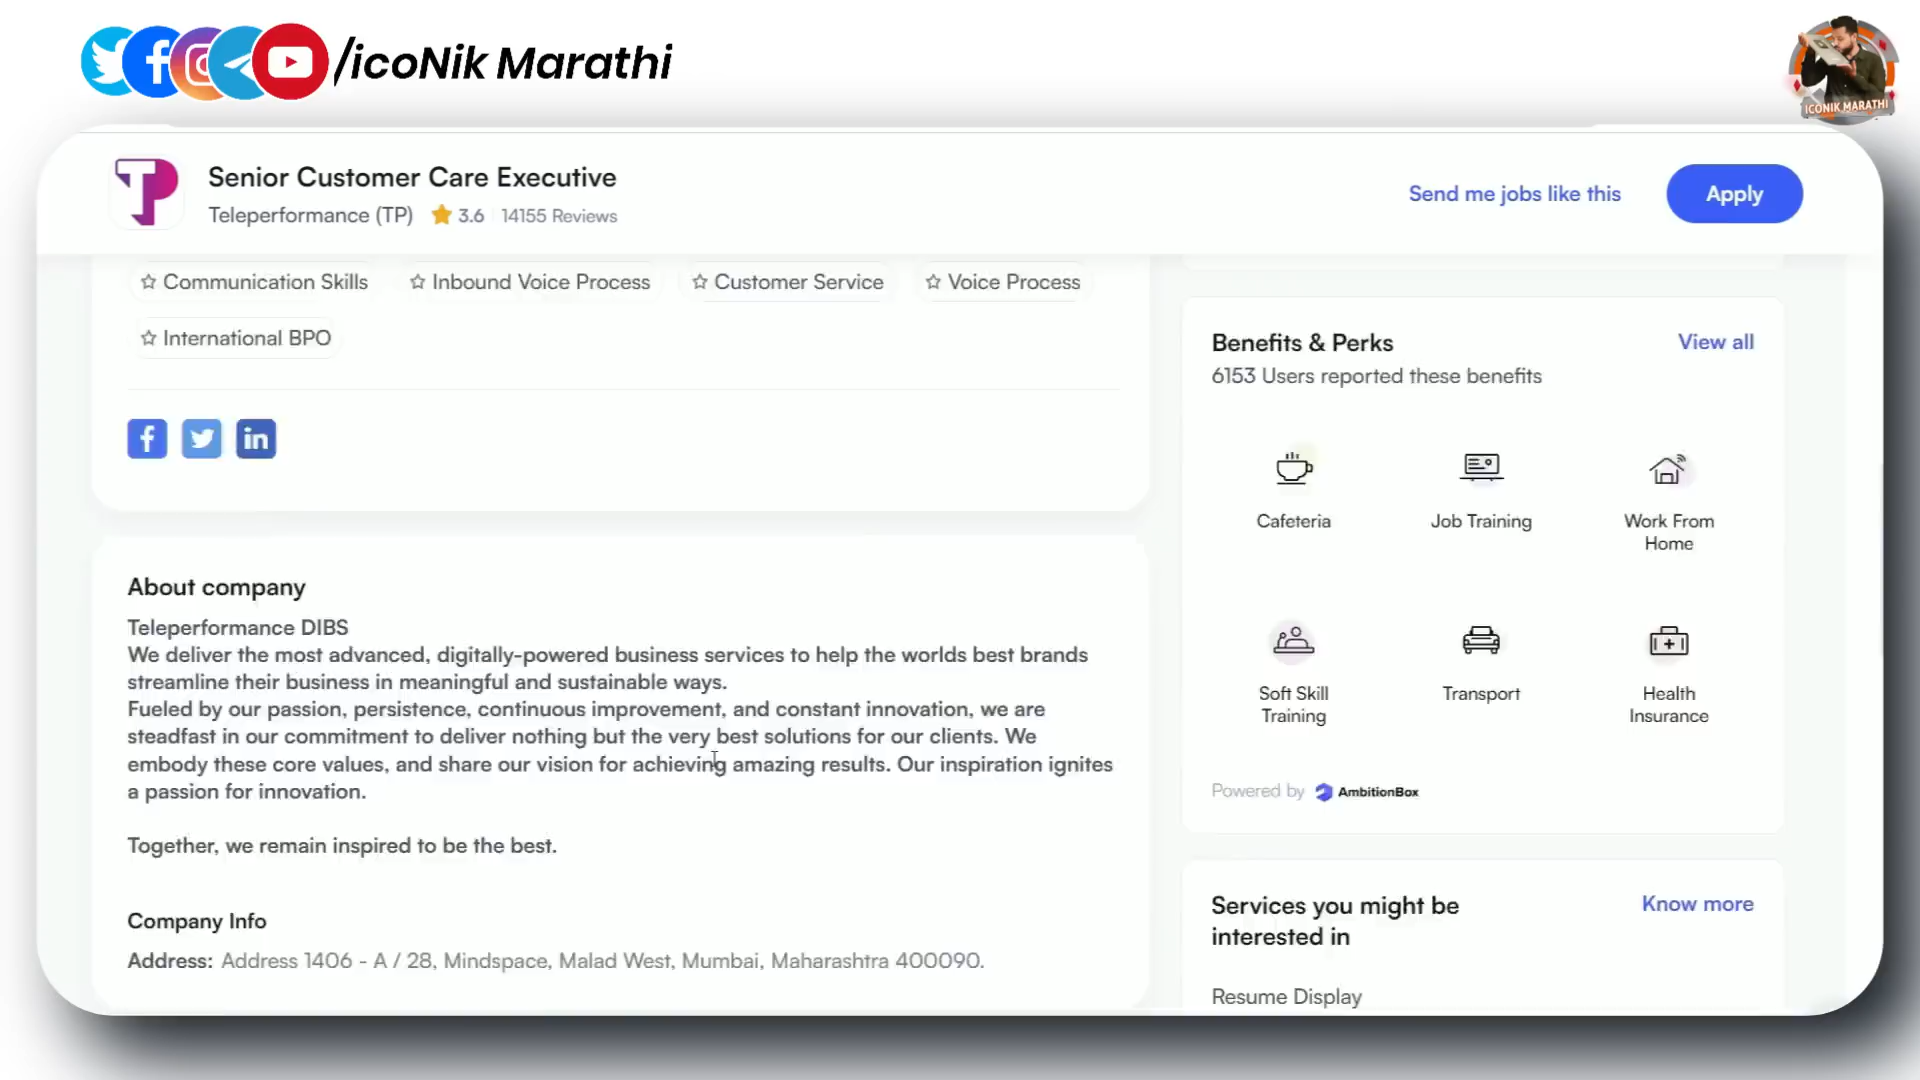 /icoNik Marathi
ICONIK MARATHI
TP
Senior Customer Care Executive
Teleperformance (TP) 3.6 14155 Reviews
Send me jobs like this
Apply
Communication Skills
Inbound Voice Process
Customer Service
Voice Process
International BPO
About company
Teleperformance DIBS
We deliver the most advanced, digitally-powered business services to help the worlds best brands
streamline their business in meaningful and sustainable ways.
Fueled by our passion, persistence, continuous improvement, and constant innovation, we are
steadfast in our commitment to deliver nothing but the very best solutions for our clients. We
embody these core values, and share our vision for achieving amazing results. Our inspiration ignites
a passion for innovation.
Together, we remain inspired to be the best.
Company Info
Address: Address 1406 - A / 28, Mindspace, Malad West, Mumbai, Maharashtra 400090.
Benefits & Perks
View all
6153 Users reported these benefits
Cafeteria
Job Training
Work From
Home
Soft Skill
Training
Transport
Health
Insurance
Powered by AmbitionBox
Services you might be
interested in
Know more
Resume Display